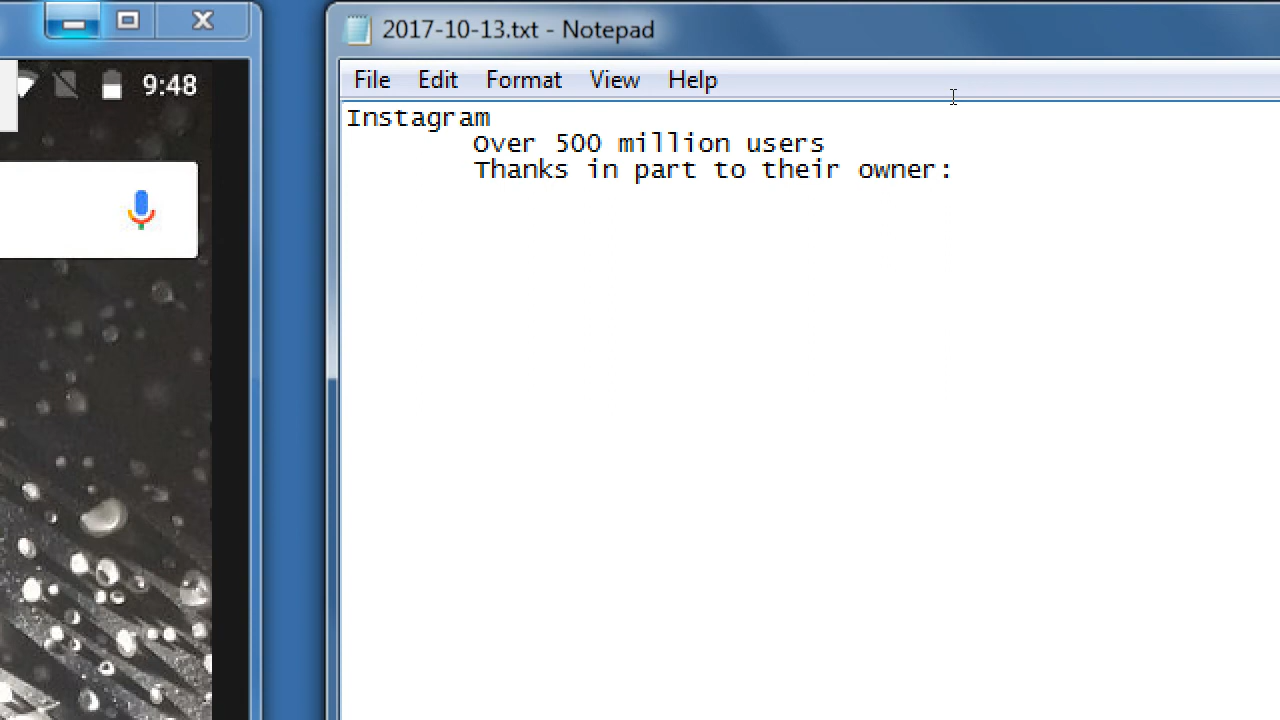 2017-10-13.txt - Notepad
9:48
File Edit Format View Help
Instagram
Over 500 million users
Thanks in part to their owner: